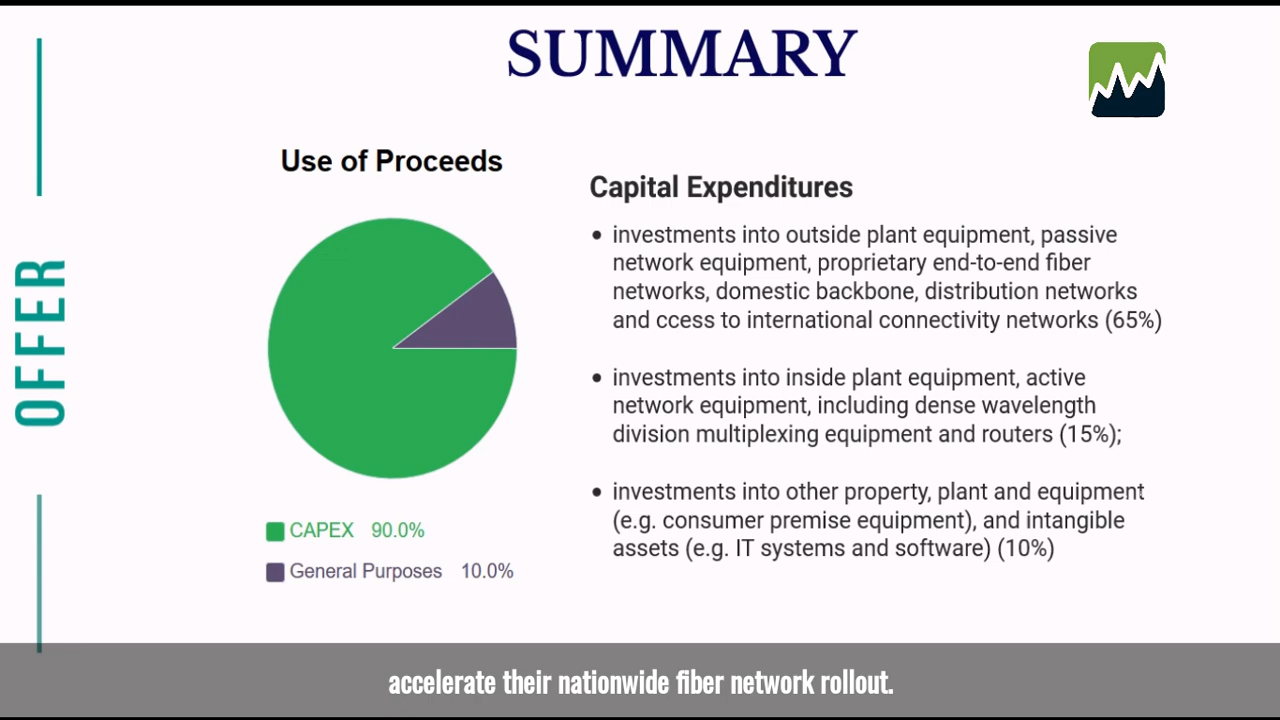 SUMMARY
OFFER
Use of Proceeds
CAPEX 90.0%
General Purposes 10.0%
Capital Expenditures
• investments into outside plant equipment, passive
network equipment, proprietary end-to-end fiber
networks, domestic backbone, distribution networks
and ccess to international connectivity networks (65%)
• investments into inside plant equipment, active
network equipment, including dense wavelength
division multiplexing equipment and routers (15%);
• investments into other property, plant and equipment
(e.g. consumer premise equipment), and intangible
assets (e.g. IT systems and software) (10%)
accelerate their nationwide fiber network rollout.